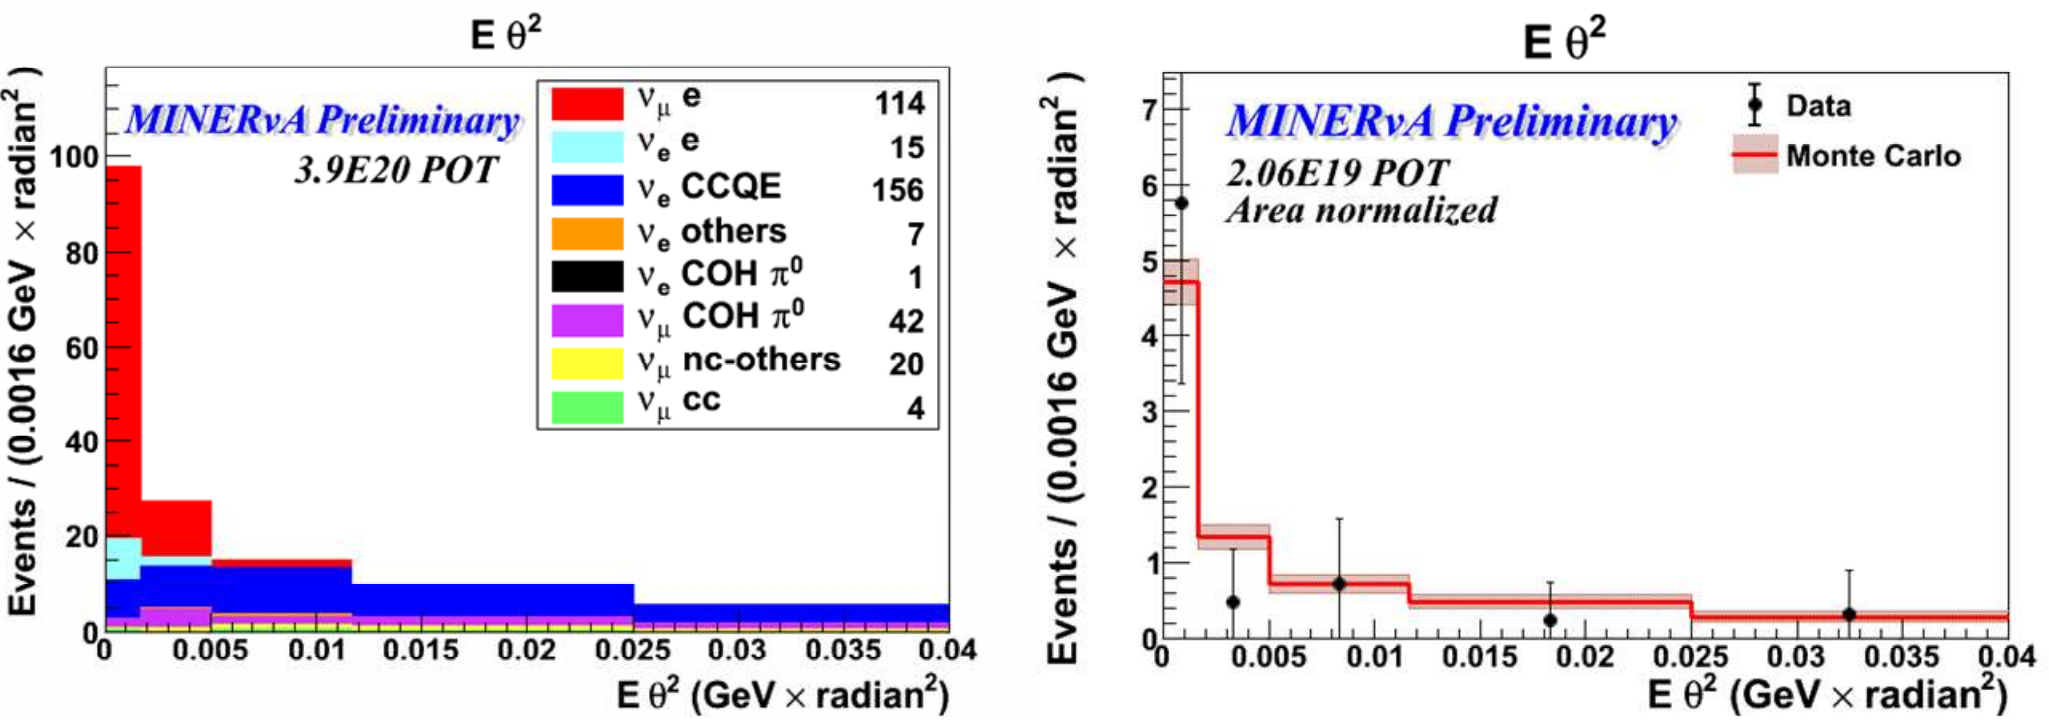 E θ²
MINERνA Preliminary
3.9E20 POT
ν_μ e 114
ν_e e 15
ν_e CCQE 156
ν_e others 7
ν_e COH π⁰ 1
ν_μ COH π⁰ 42
ν_μ nc-others 20
ν_μ cc 4
Events / (0.0016 GeV × radian²)
100
80
60
40
20
0
0 0.005 0.01 0.015 0.02 0.025 0.03 0.035 0.04
E θ² (GeV × radian²)
E θ²
MINERνA Preliminary
2.06E19 POT
Area normalized
Data
Monte Carlo
Events / (0.0016 GeV × radian²)
7
6
5
4
3
2
1
0
0 0.005 0.01 0.015 0.02 0.025 0.03 0.035 0.04
E θ² (GeV × radian²)